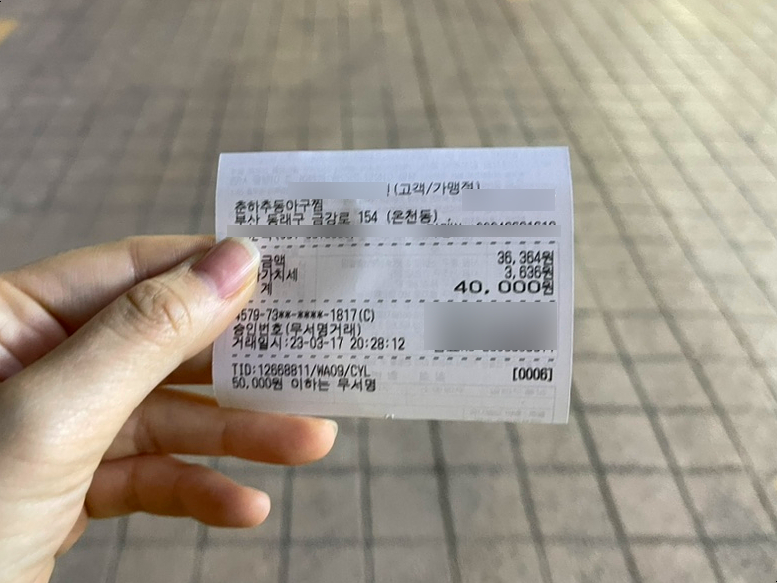 (고객/가맹점)
춘하추동아구찜
부산 동래구 금강로 154 (온천동)
금액 36,364원
가치세 3,636원
계 40,000원
4579-73**-****-1817(C)
승인번호(무서명거래)
거래일시:23-03-17 20:28:12
TID:12668811/WA09/CYL [0006]
50,000원 이하는 무서명